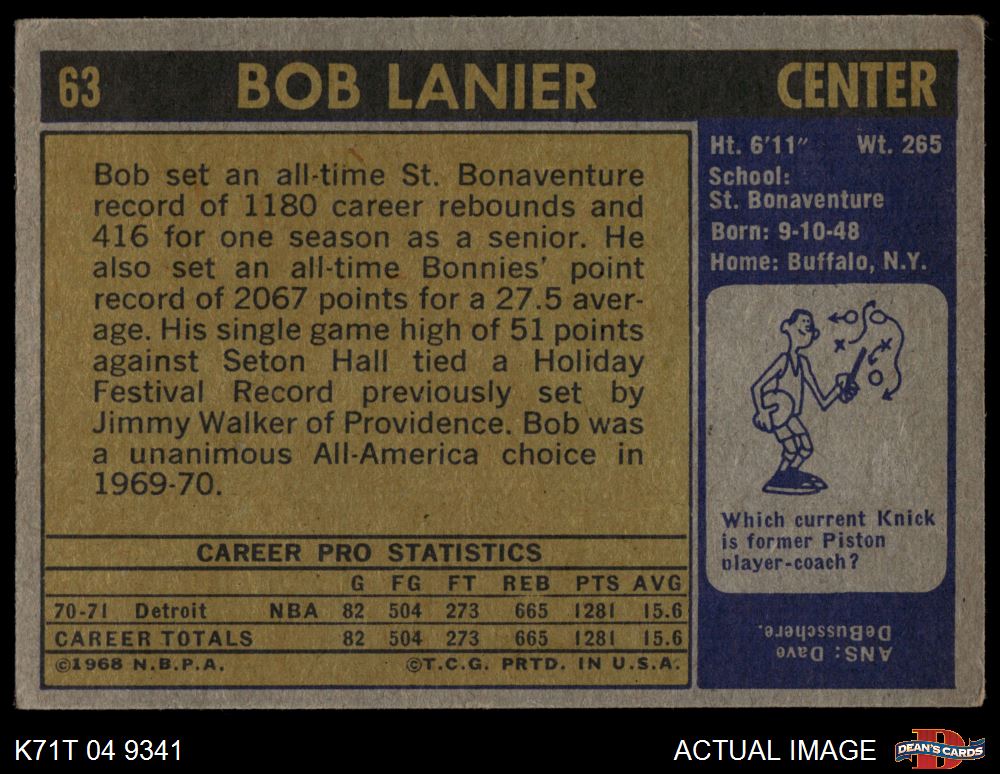 63 BOB LANIER CENTER
Bob set an all-time St. Bonaventure
record of 1180 career rebounds and
416 for one season as a senior. He
also set an all-time Bonnies' point
record of 2067 points for a 27.5 aver-
age. His single game high of 51 points
against Seton Hall tied a Holiday
Festival Record previously set by
Jimmy Walker of Providence. Bob was
a unanimous All-America choice in
1969-70.
CAREER PRO STATISTICS
G FG FT REB PTS AVG
70-71 Detroit NBA 82 504 273 665 1281 15.6
CAREER TOTALS 82 504 273 665 1281 15.6
©1968 N.B.P.A. ©T.C.G. PRTD. IN U.S.A.
Ht. 6'11" Wt. 265
School:
St. Bonaventure
Born: 9-10-48
Home: Buffalo, N.Y.
Which current Knick
is former Piston
player-coach?
ANS: Dave
DeBusschere.
K71T 04 9341 ACTUAL IMAGE D DEAN'S CARDS